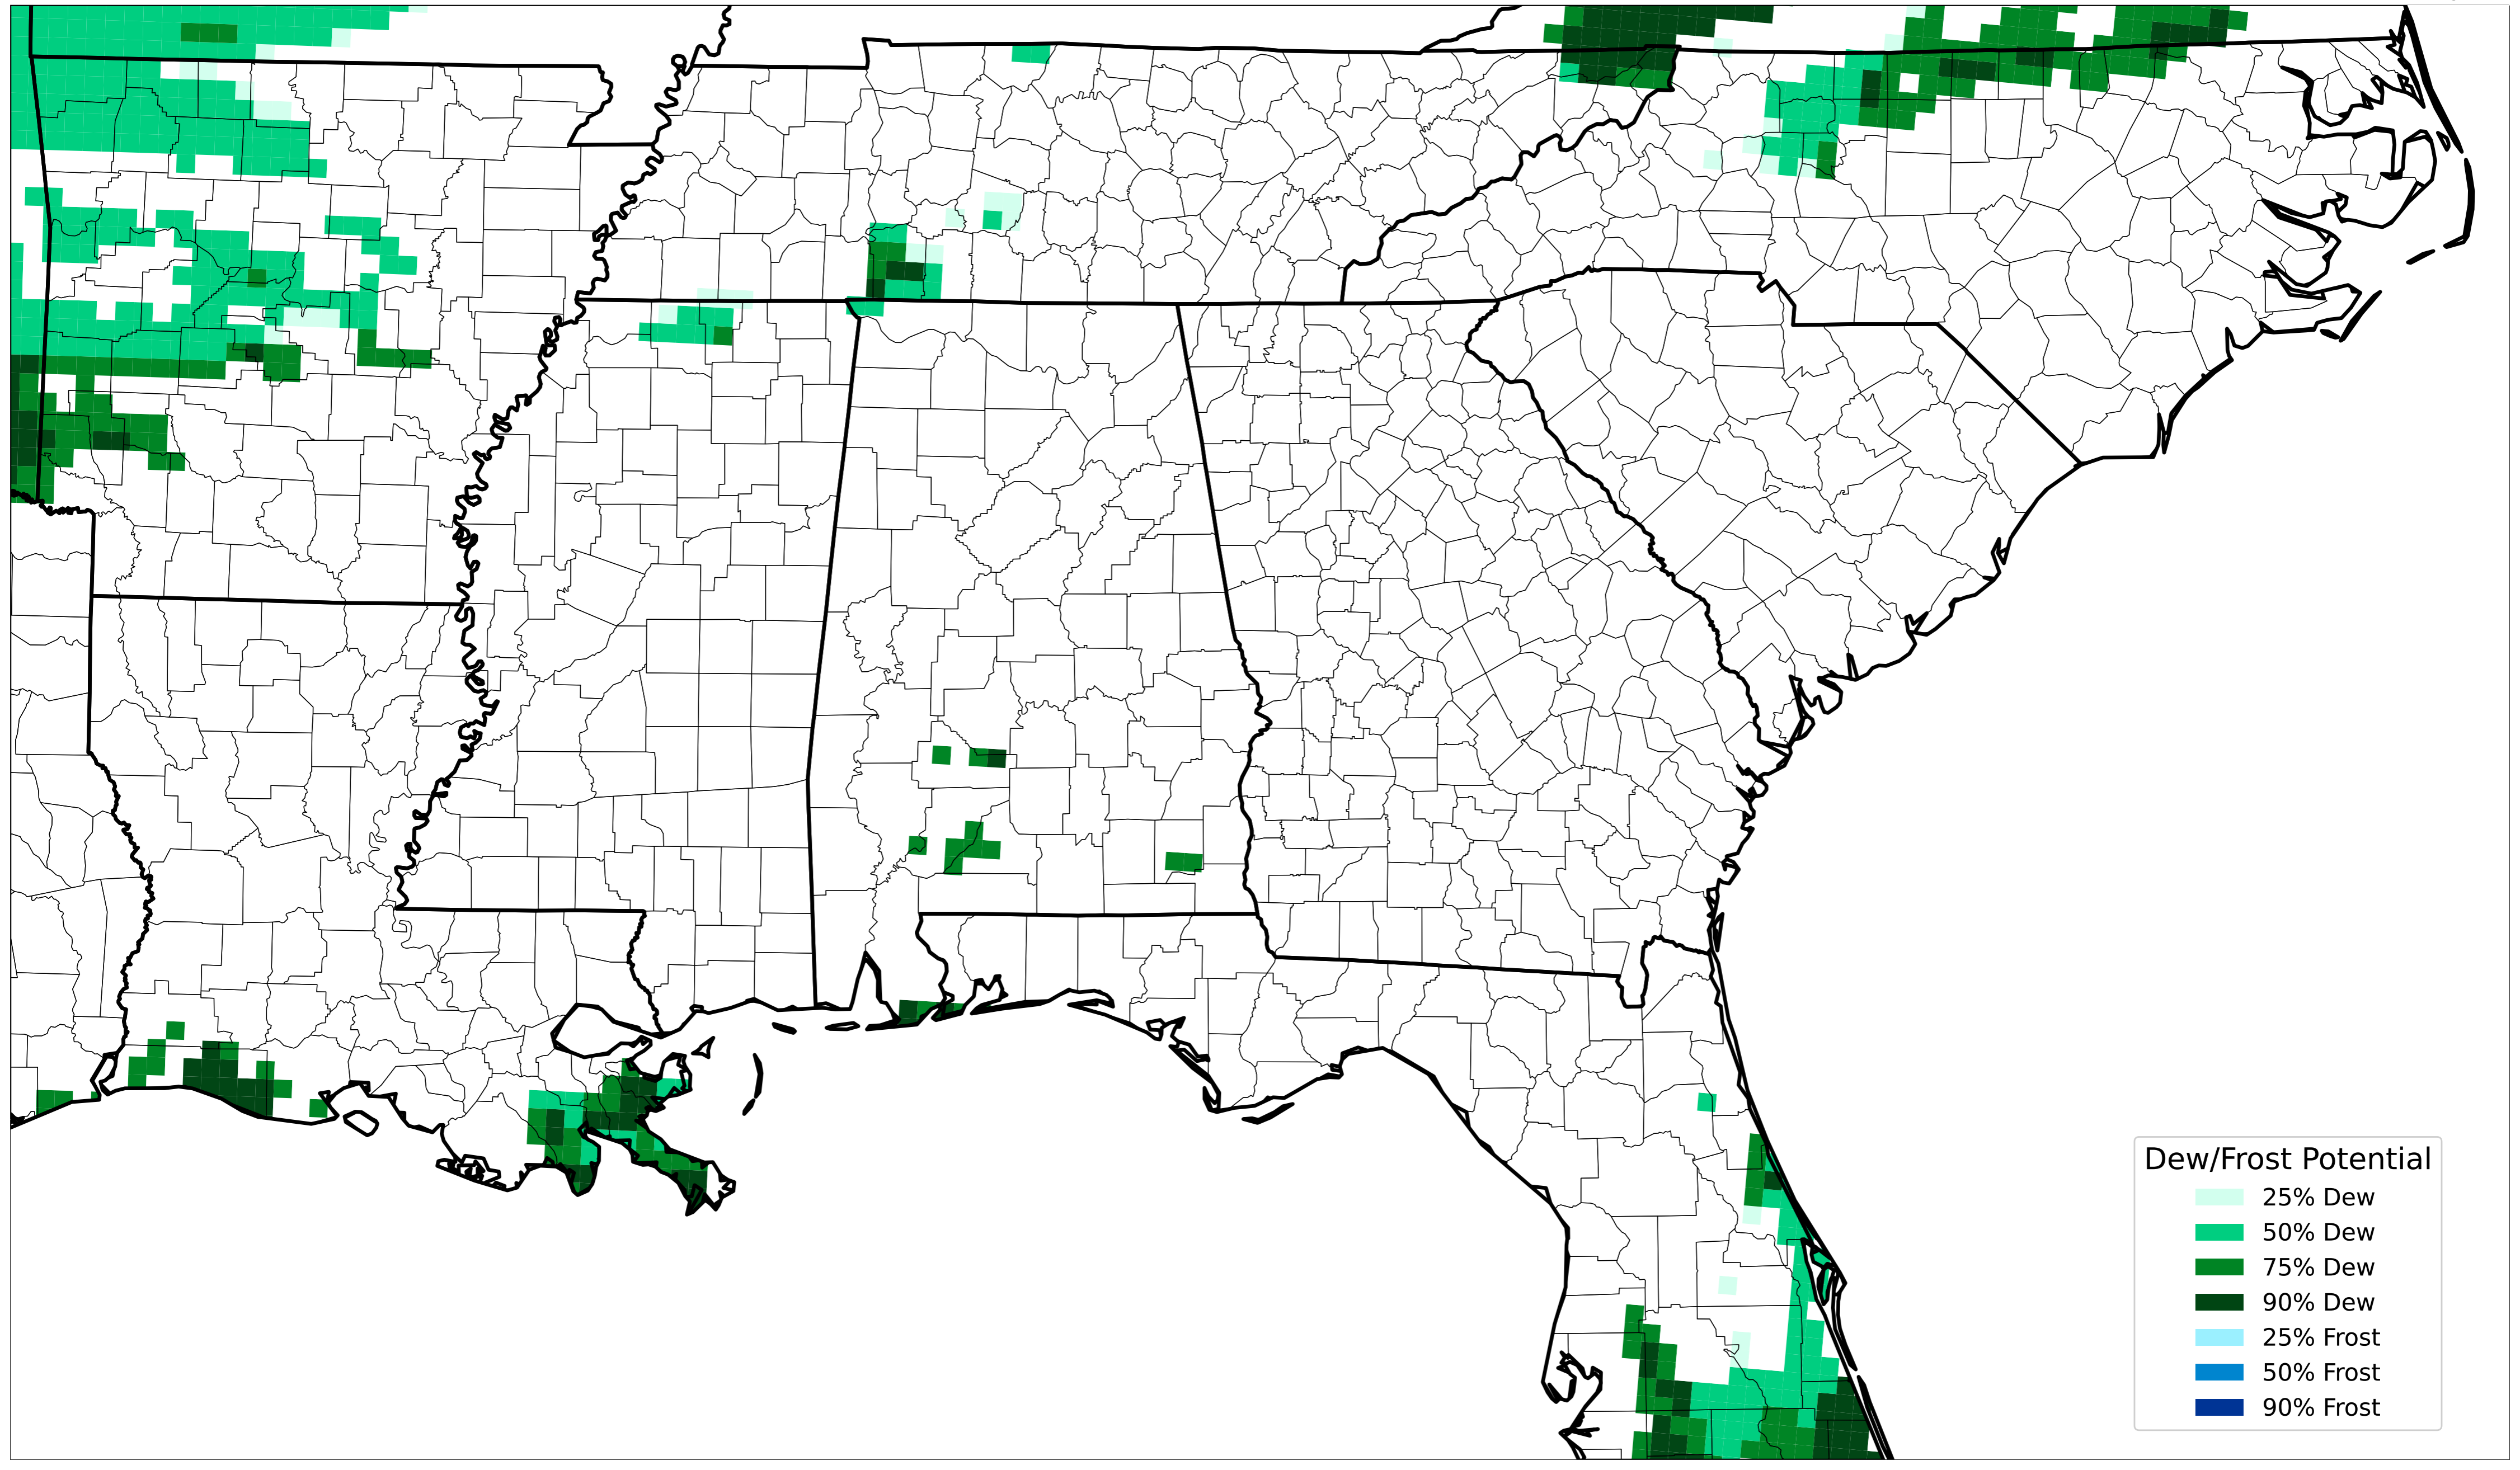 Dew/Frost Potential
25% Dew
50% Dew
75% Dew
90% Dew
25% Frost
50% Frost
90% Frost